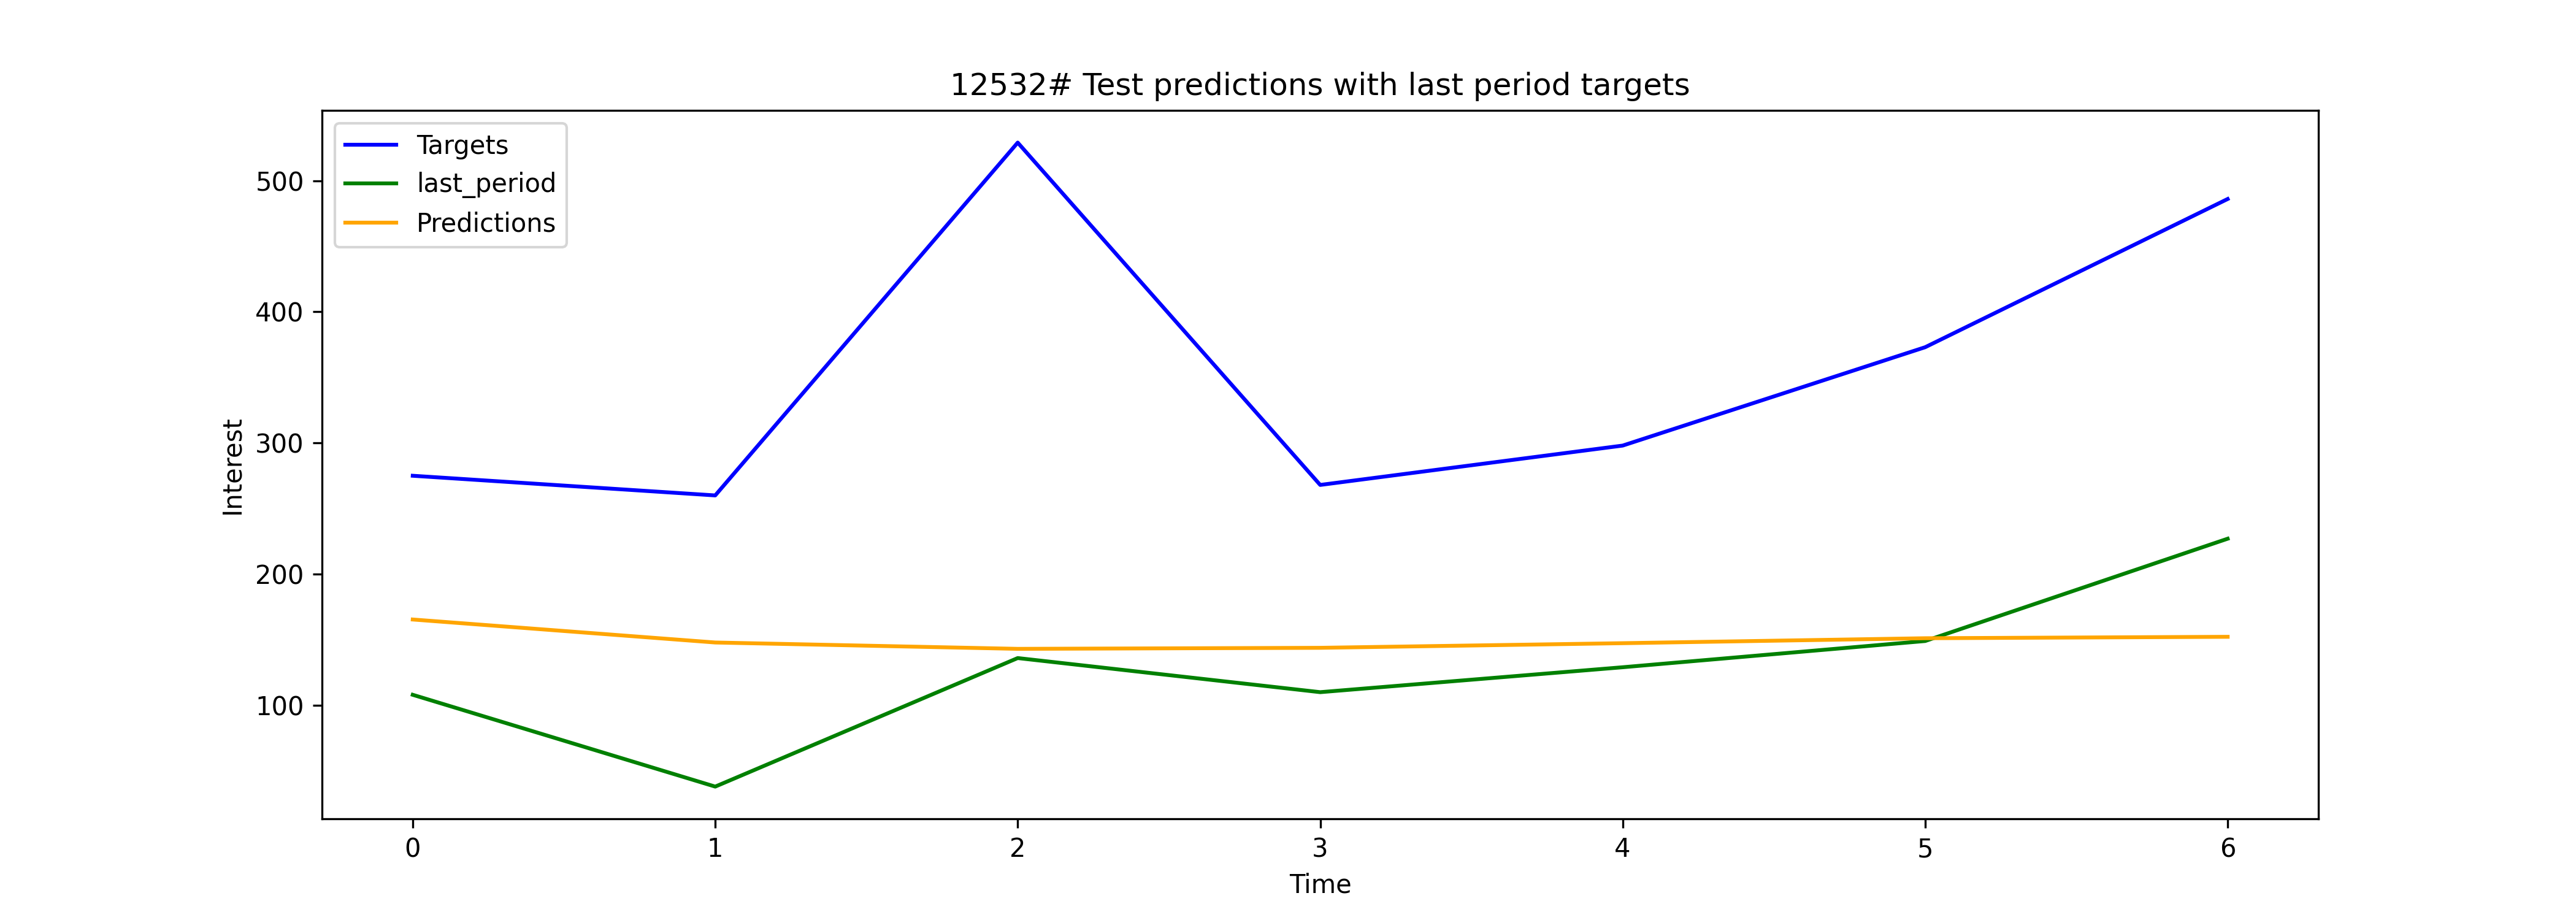 12532# Test predictions with last period targets
Targets
last_period
Predictions
500
400
300
200
100
Interest
0 1 2 3 4 5 6
Time